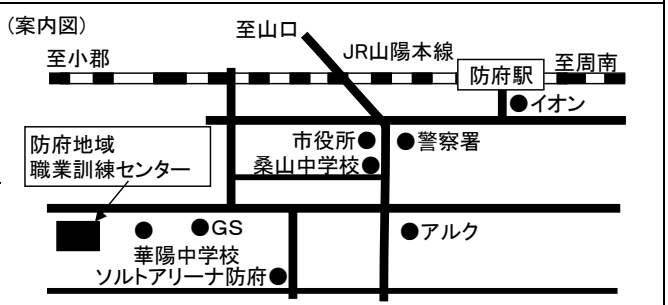 (案内図)
至山口
至小郡
JR山陽本線
防府駅
至周南
●イオン
防府地域
職業訓練センター
市役所●
●警察署
桑山中学校●
●GS
●アルク
華陽中学校
ソルトアリーナ防府●